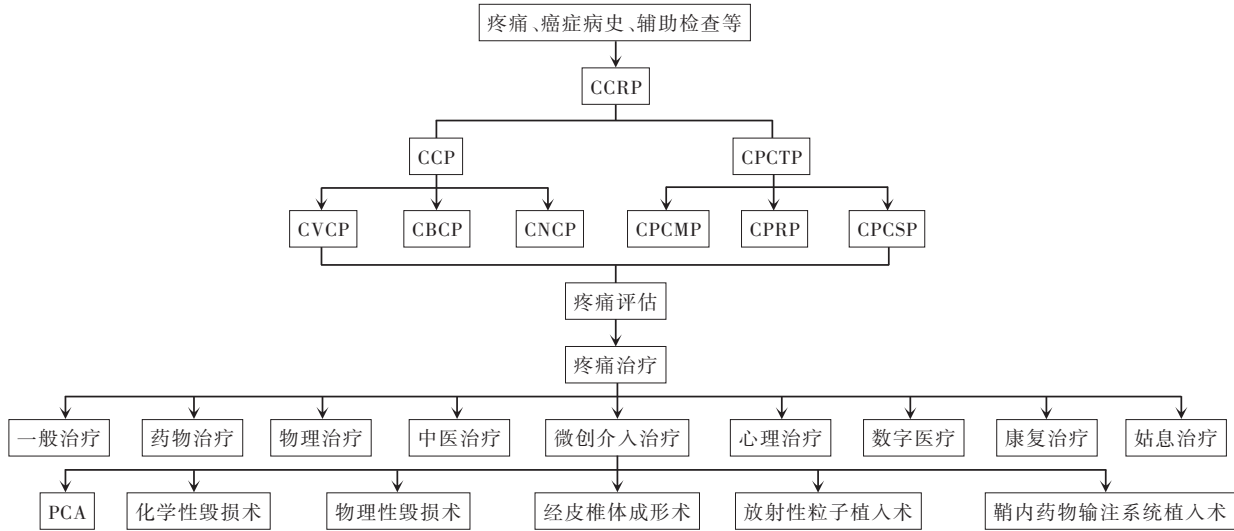 疼痛、癌症病史、辅助检查等
CCRP
CCP
CPCTP
CVCP
CBCP
CNCP
CPCMP
CPRP
CPCSP
疼痛评估
疼痛治疗
一般治疗
药物治疗
物理治疗
中医治疗
微创介入治疗
心理治疗
数字医疗
康复治疗
姑息治疗
PCA
化学性毁损术
物理性毁损术
经皮椎体成形术
放射性粒子植入术
鞘内药物输注系统植入术